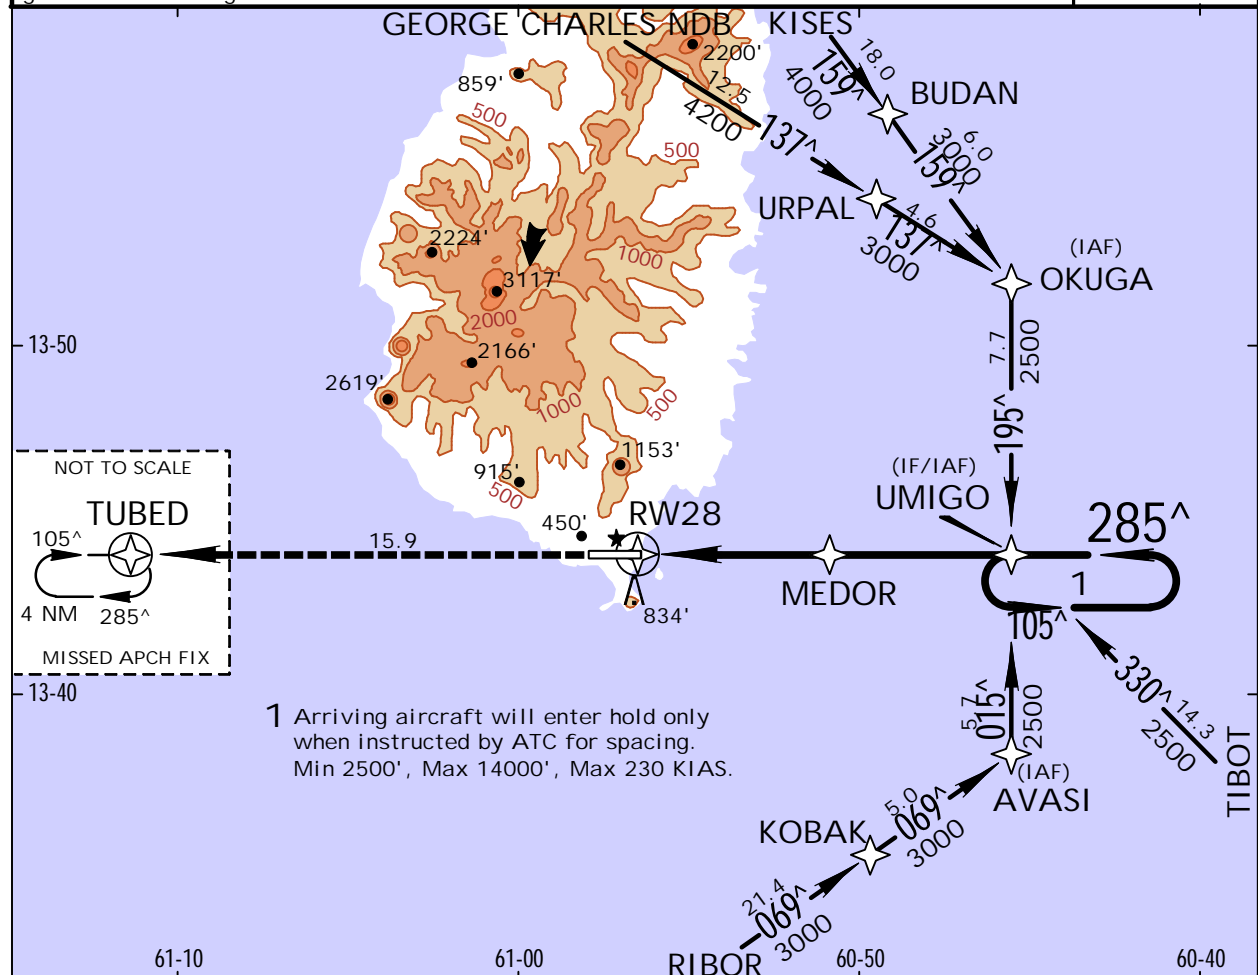 GEORGE CHARLES NDB
KISES
2200'
859'
18.0
159^
4000
BUDAN
12.5
4200
137^
500
500
6.0
3000
159^
URPAL
4.6
137^
3000
(IAF)
OKUGA
2224'
1000
3117'
2000
13-50
7.7
2500
2166'
2619'
1000
500
195^
1153'
915'
500
NOT TO SCALE
TUBED
105^
4 NM
285^
MISSED APCH FIX
15.9
450'
RW28
834'
(IF/IAF)
UMIGO
MEDOR
285^
1
105^
13-40
330^
14.3
2500
TIBOT
5.7
015^
2500
1 Arriving aircraft will enter hold only
when instructed by ATC for spacing.
Min 2500', Max 14000', Max 230 KIAS.
(IAF)
AVASI
KOBAK
5.0
069^
3000
21.4
069^
3000
RIBOR
61-10
61-00
60-50
60-40